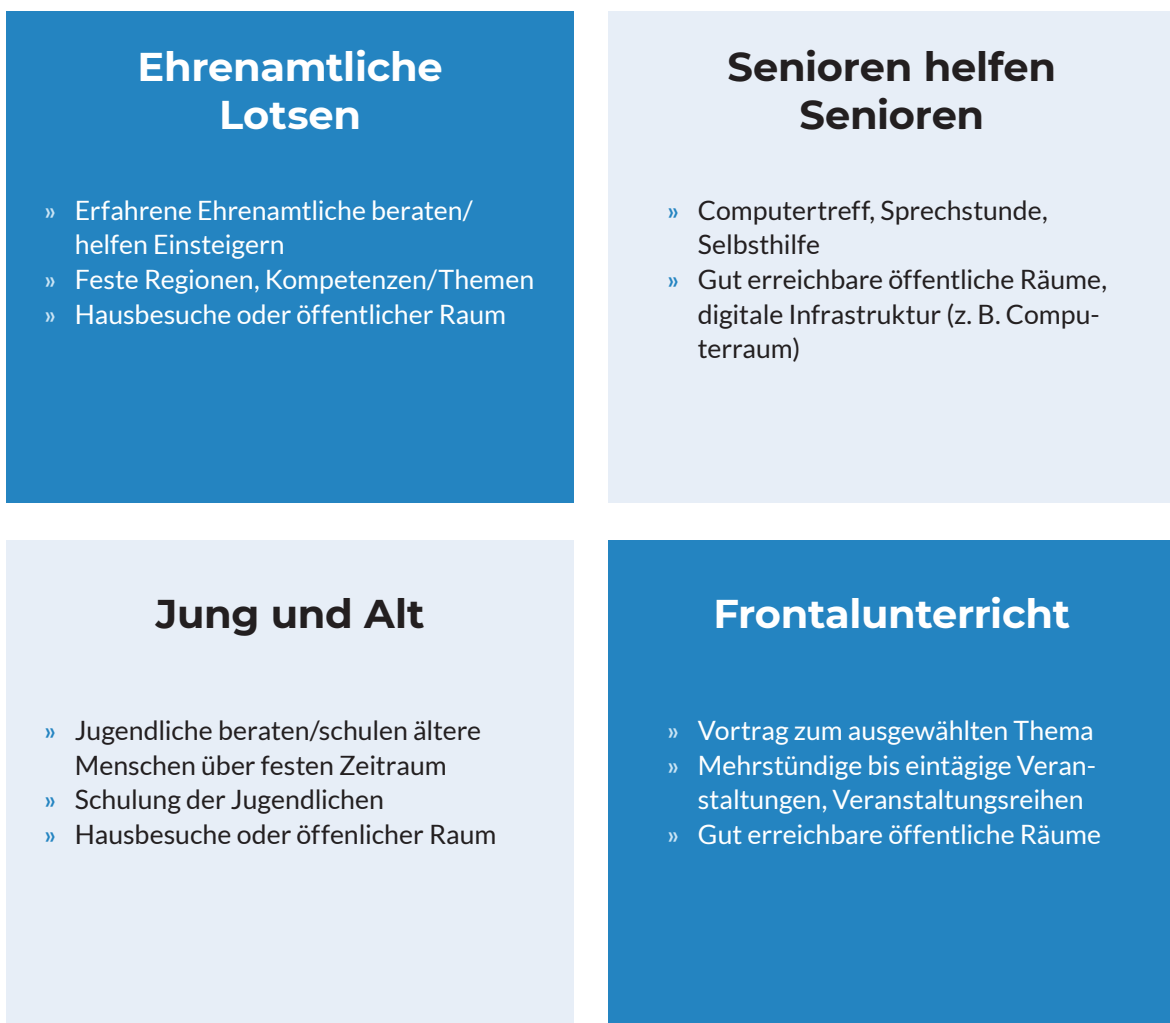 Ehrenamtliche
Lotsen
» Erfahrene Ehrenamtliche beraten/
helfen Einsteigern
» Feste Regionen, Kompetenzen/Themen
» Hausbesuche oder öffentlicher Raum
Senioren helfen
Senioren
» Computertreff, Sprechstunde,
Selbsthilfe
» Gut erreichbare öffentliche Räume,
digitale Infrastruktur (z. B. Compu-
terraum)
Jung und Alt
» Jugendliche beraten/schulen ältere
Menschen über festen Zeitraum
» Schulung der Jugendlichen
» Hausbesuche oder öffenlicher Raum
Frontalunterricht
» Vortrag zum ausgewählten Thema
» Mehrstündige bis eintägige Veran-
staltungen, Veranstaltungsreihen
» Gut erreichbare öffentliche Räume